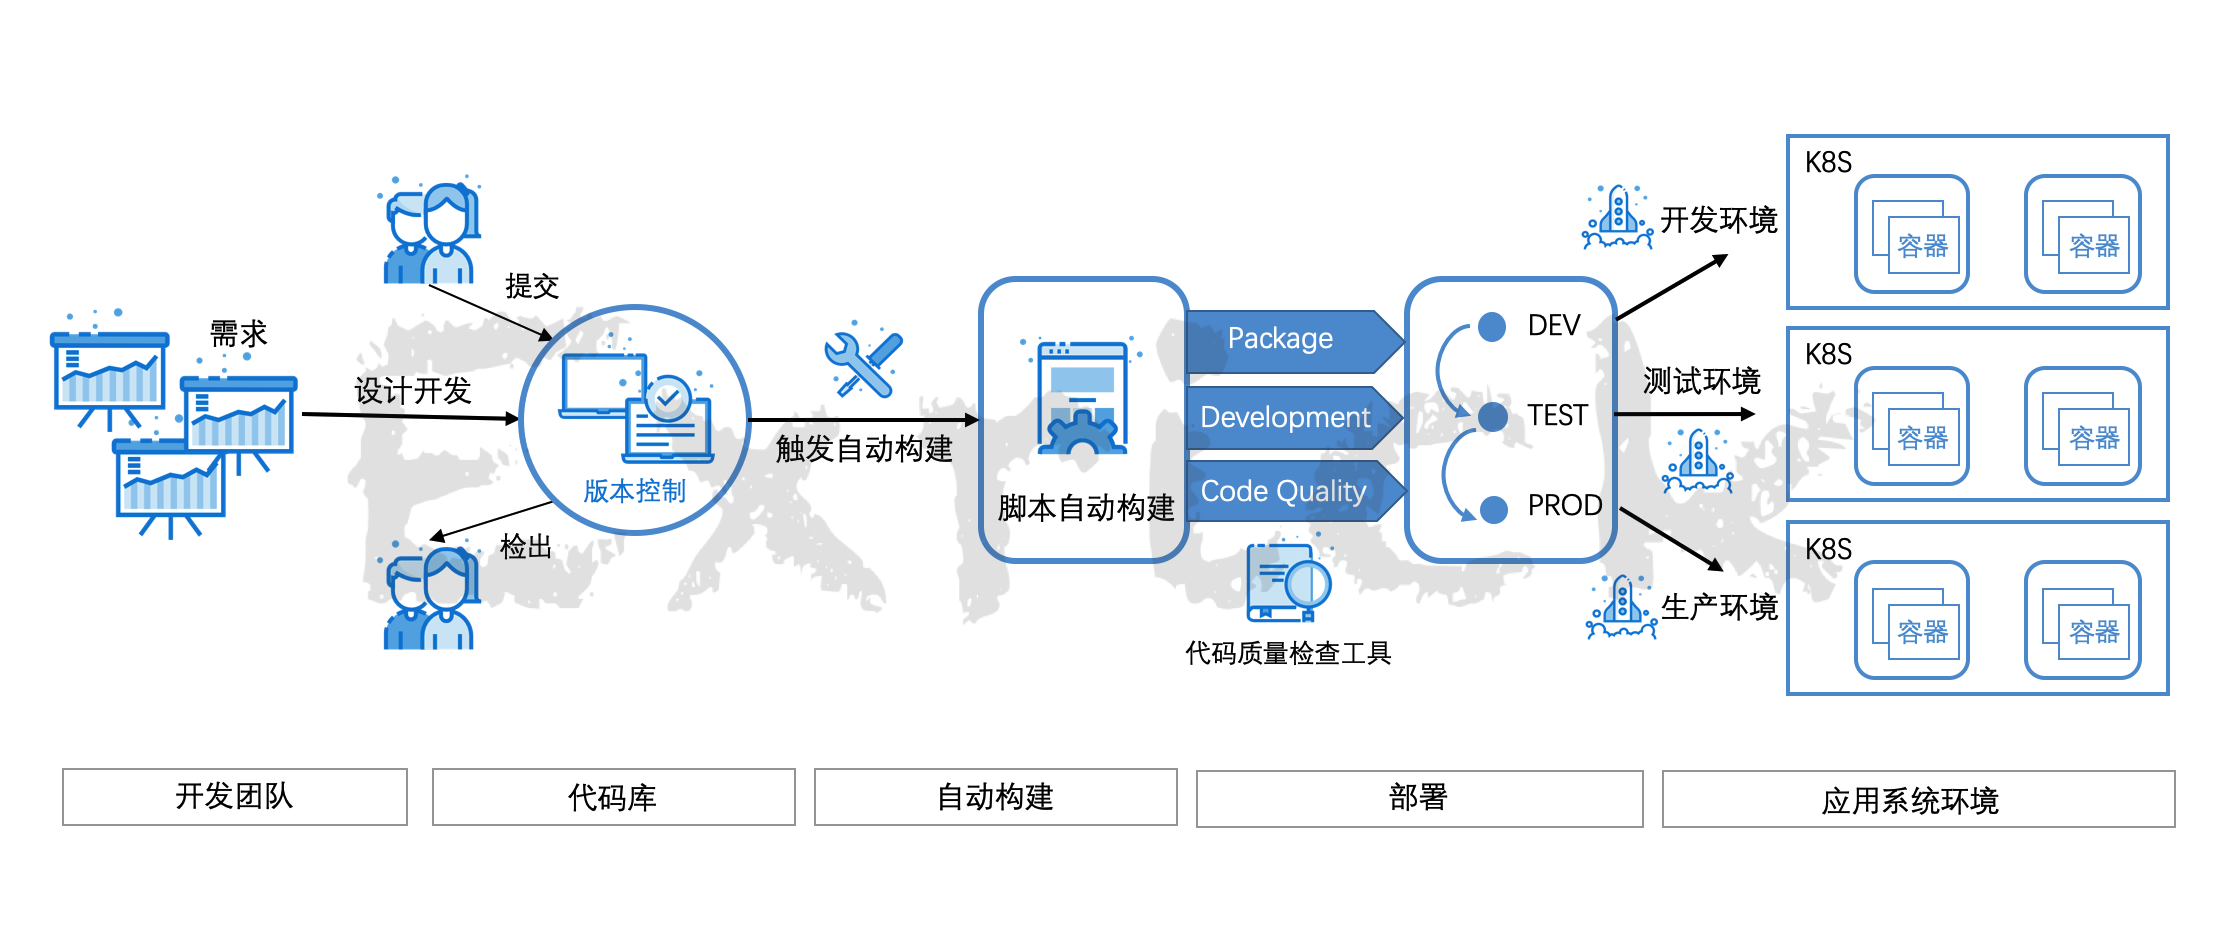 需求
设计开发
提交
检出
版本控制
触发自动构建
脚本自动构建
Package
Development
Code Quality
代码质量检查工具
DEV
TEST
PROD
开发环境
测试环境
生产环境
K8S
容器
容器
K8S
容器
容器
K8S
容器
容器
开发团队
代码库
自动构建
部署
应用系统环境